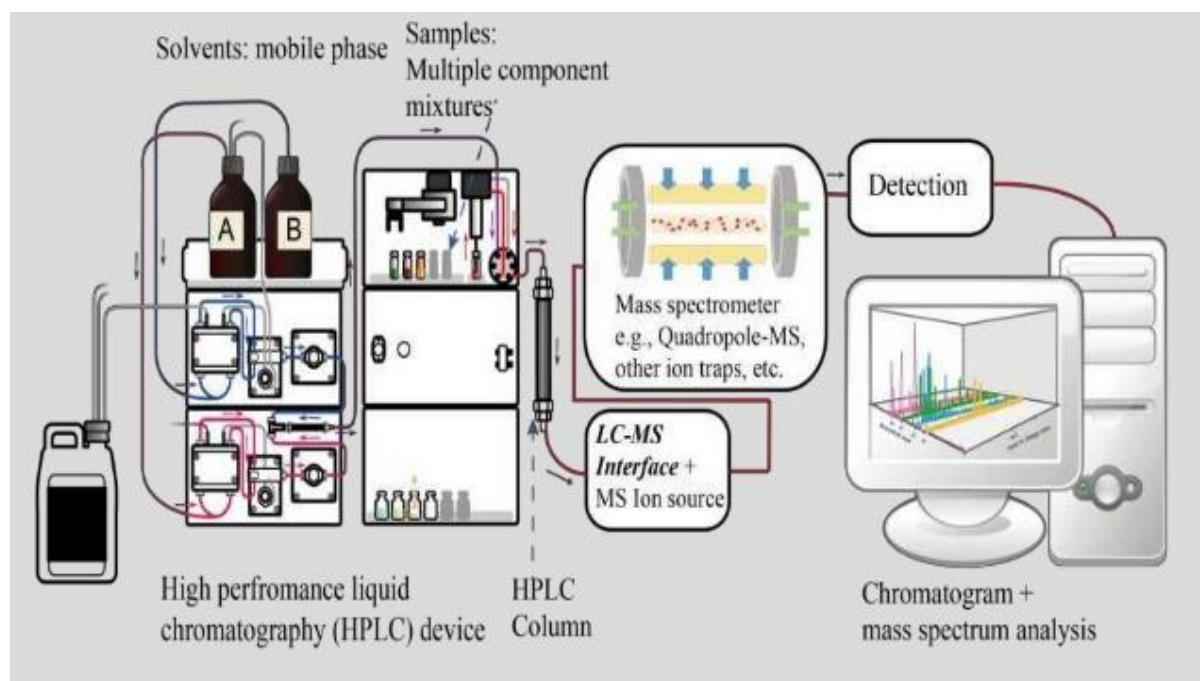 Solvents: mobile phase
Samples:
Multiple component
mixtures
A
B
Detection
Mass spectrometer
e.g., Quadropole-MS,
other ion traps, etc.
LC-MS
Interface +
MS Ion source
High perfromance liquid
chromatography (HPLC) device
HPLC
Column
Chromatogram +
mass spectrum analysis